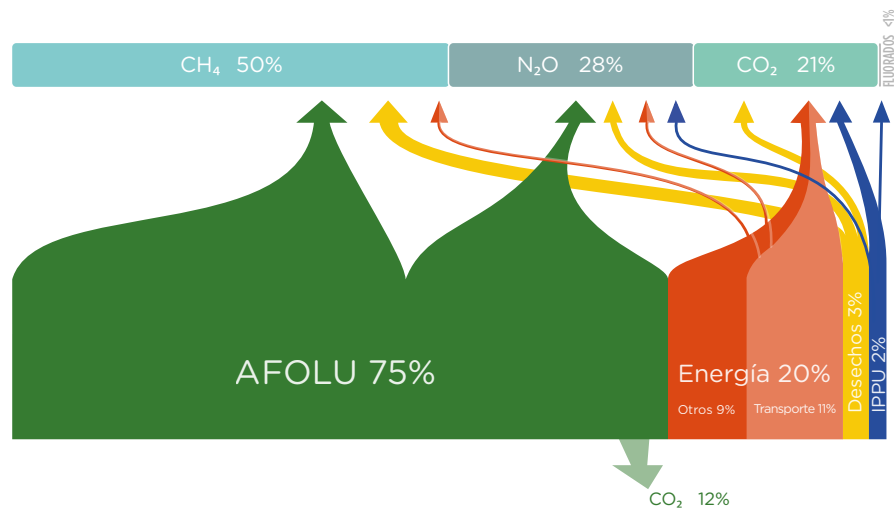 CH₄ 50%
N₂O 28%
CO₂ 21%
FLUORADOS <1%
AFOLU 75%
Energía 20%
Otros 9%
Transporte 11%
Desechos 3%
IPPU 2%
CO₂ 12%